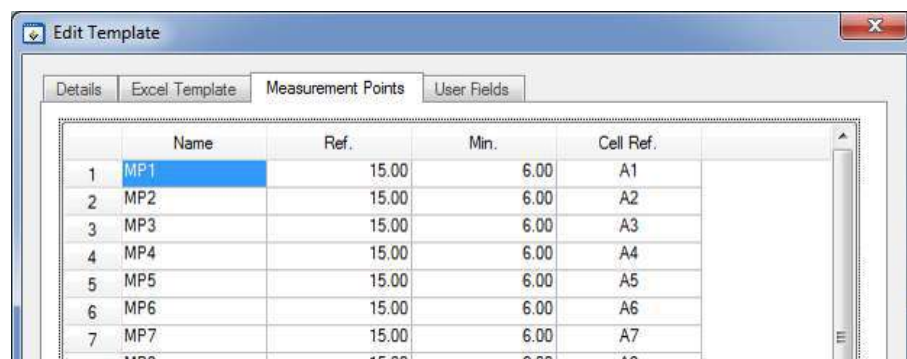 Edit Template
Details Excel Template Measurement Points User Fields
Name Ref. Min. Cell Ref.
1 MP1 15.00 6.00 A1
2 MP2 15.00 6.00 A2
3 MP3 15.00 6.00 A3
4 MP4 15.00 6.00 A4
5 MP5 15.00 6.00 A5
6 MP6 15.00 6.00 A6
7 MP7 15.00 6.00 A7